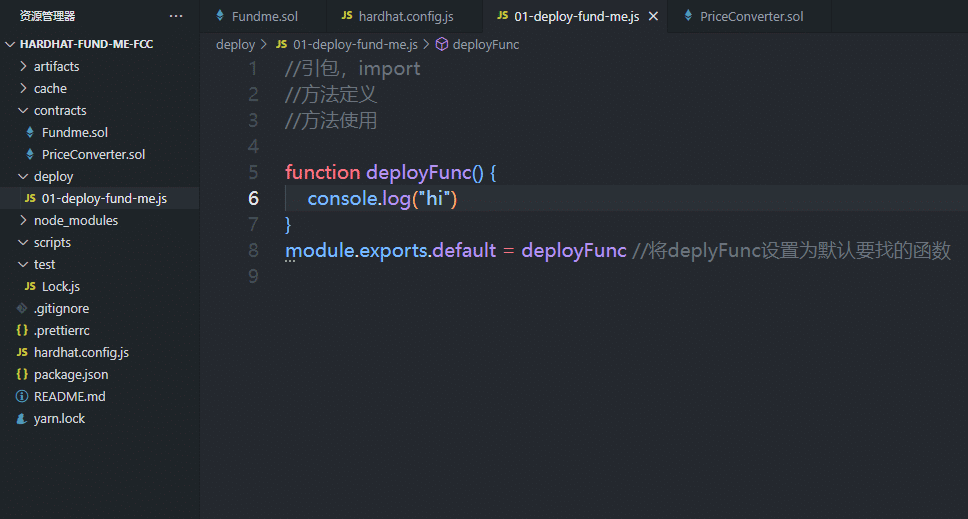 资源管理器
HARDHAT-FUND-ME-FCC
artifacts
cache
contracts
Fundme.sol
PriceConverter.sol
deploy
JS 01-deploy-fund-me.js
node_modules
scripts
test
JS Lock.js
.gitignore
{} .prettierrc
JS hardhat.config.js
{} package.json
README.md
yarn.lock
Fundme.sol JS hardhat.config.js JS 01-deploy-fund-me.js PriceConverter.sol
deploy > JS 01-deploy-fund-me.js > deployFunc
1 //引包，import
2 //方法定义
3 //方法使用
4
5 function deployFunc() {
6 console.log("hi")
7 }
8 module.exports.default = deployFunc //将deplyFunc设置为默认要找的函数
9